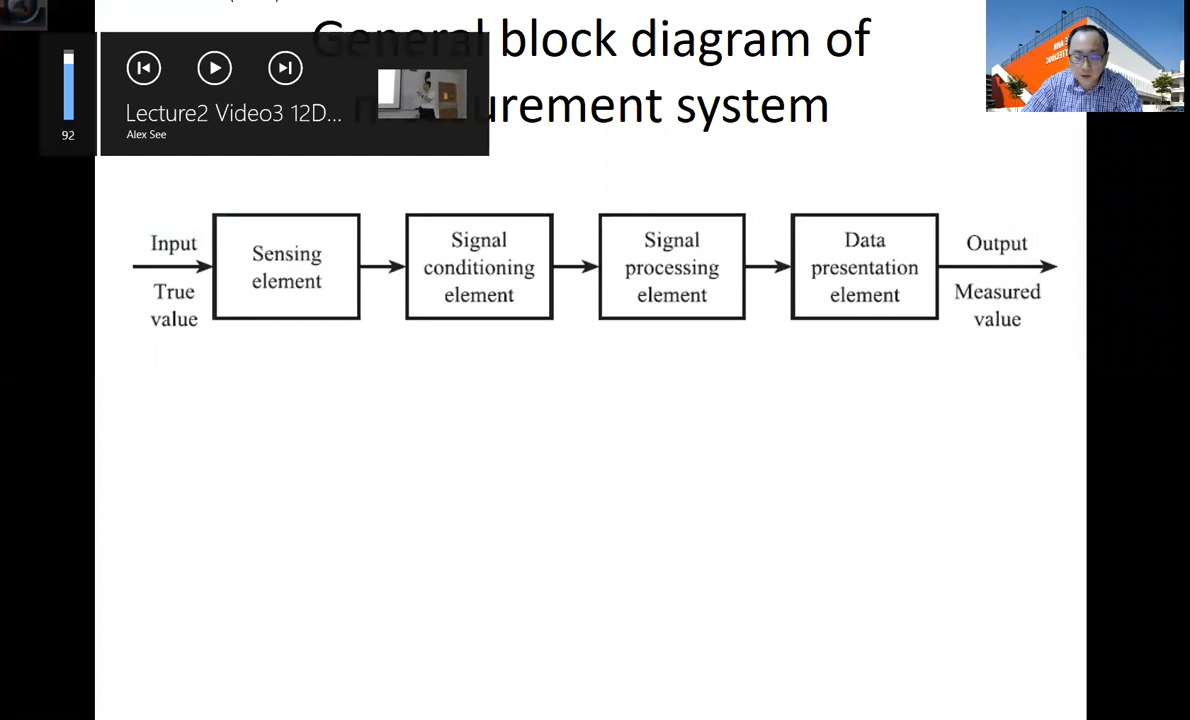 General block diagram of
measurement system
92
Lecture2 Video3 12D...
Alex See
Input
True
value
Sensing
element
Signal
conditioning
element
Signal
processing
element
Data
presentation
element
Output
Measured
value